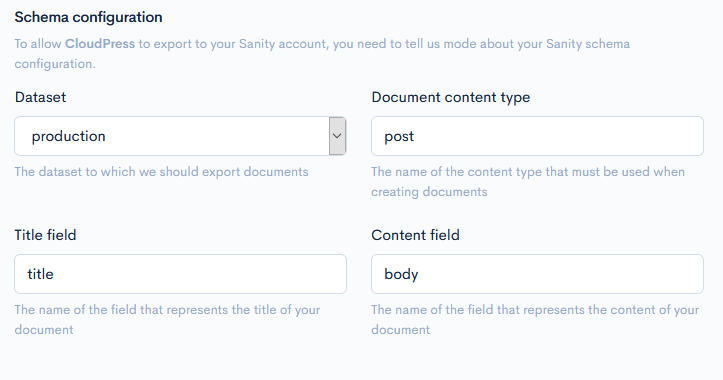 Schema configuration
To allow CloudPress to export to your Sanity account, you need to tell us mode about your Sanity schema
configuration.
Dataset
Document content type
production
post
The dataset to which we should export documents
The name of the content type that must be used when
creating documents
Title field
Content field
title
body
The name of the field that represents the title of your
document
The name of the field that represents the content of your
document